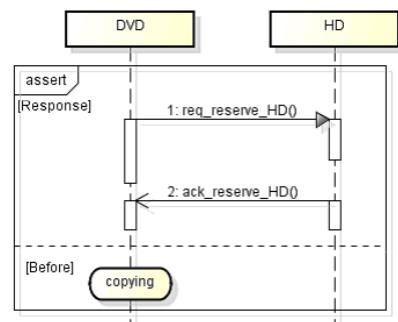 DVD
HD
assert
[Response]
1: req_reserve_HD()
2: ack_reserve_HD()
[Before]
copying